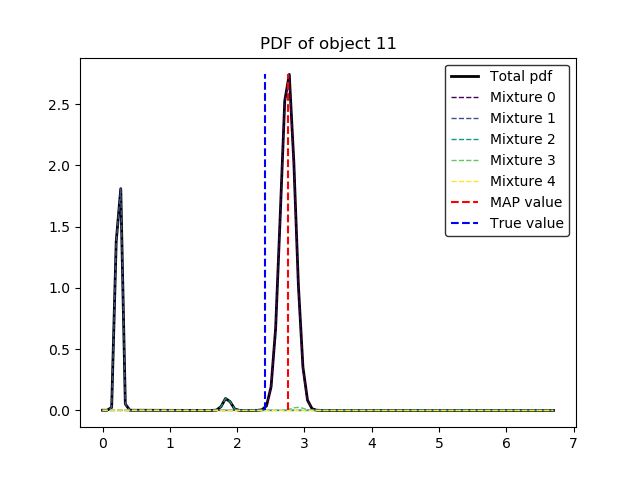 PDF of object 11
Total pdf
Mixture 0
Mixture 1
Mixture 2
Mixture 3
Mixture 4
MAP value
True value
2.5
2.0
1.5
1.0
0.5
0.0
0 1 2 3 4 5 6 7